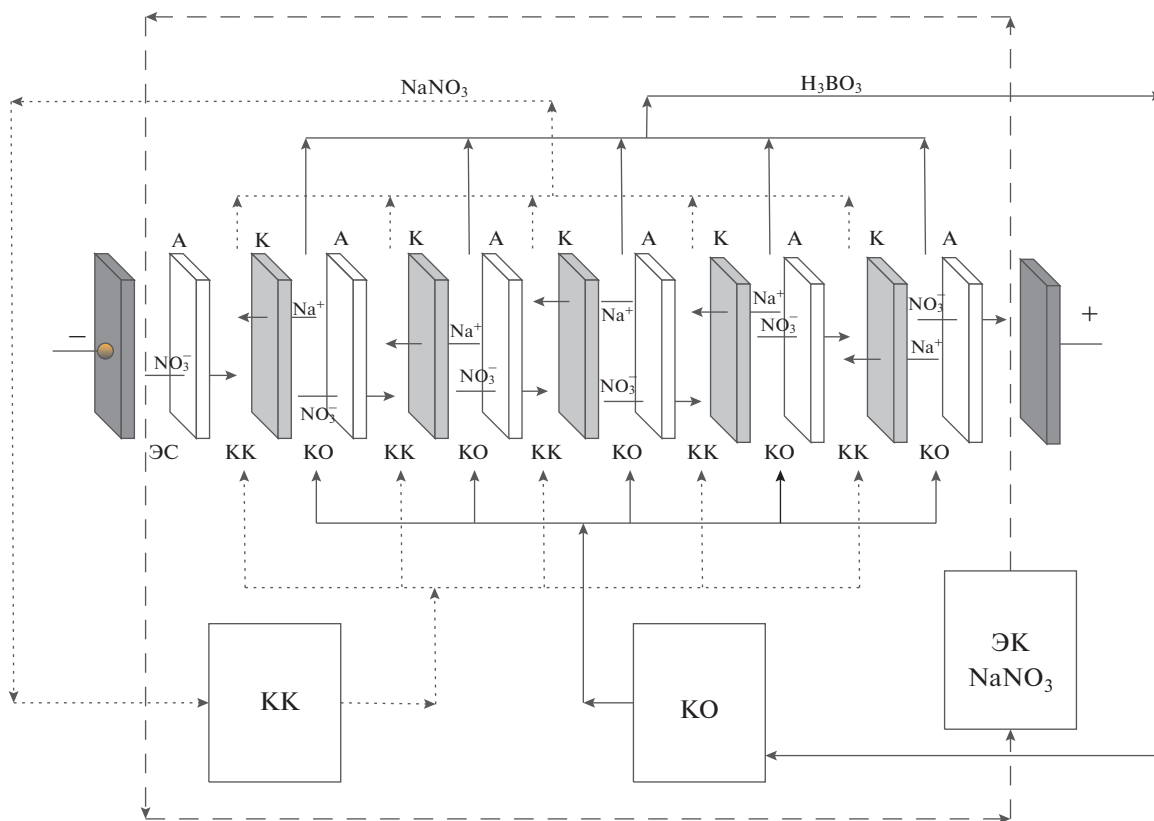 NaNO₃
H₃BO₃
А К А К А К А К А К А
Na⁺ Na⁺ Na⁺ Na⁺ NO₃⁻
− NO₃⁻ NO₃⁻ NO₃⁻ NO₃⁻ NO₃⁻ Na⁺ +
ЭС КК КО КК КО КК КО КК КО КК КО
КК
КО
ЭК
NaNO₃